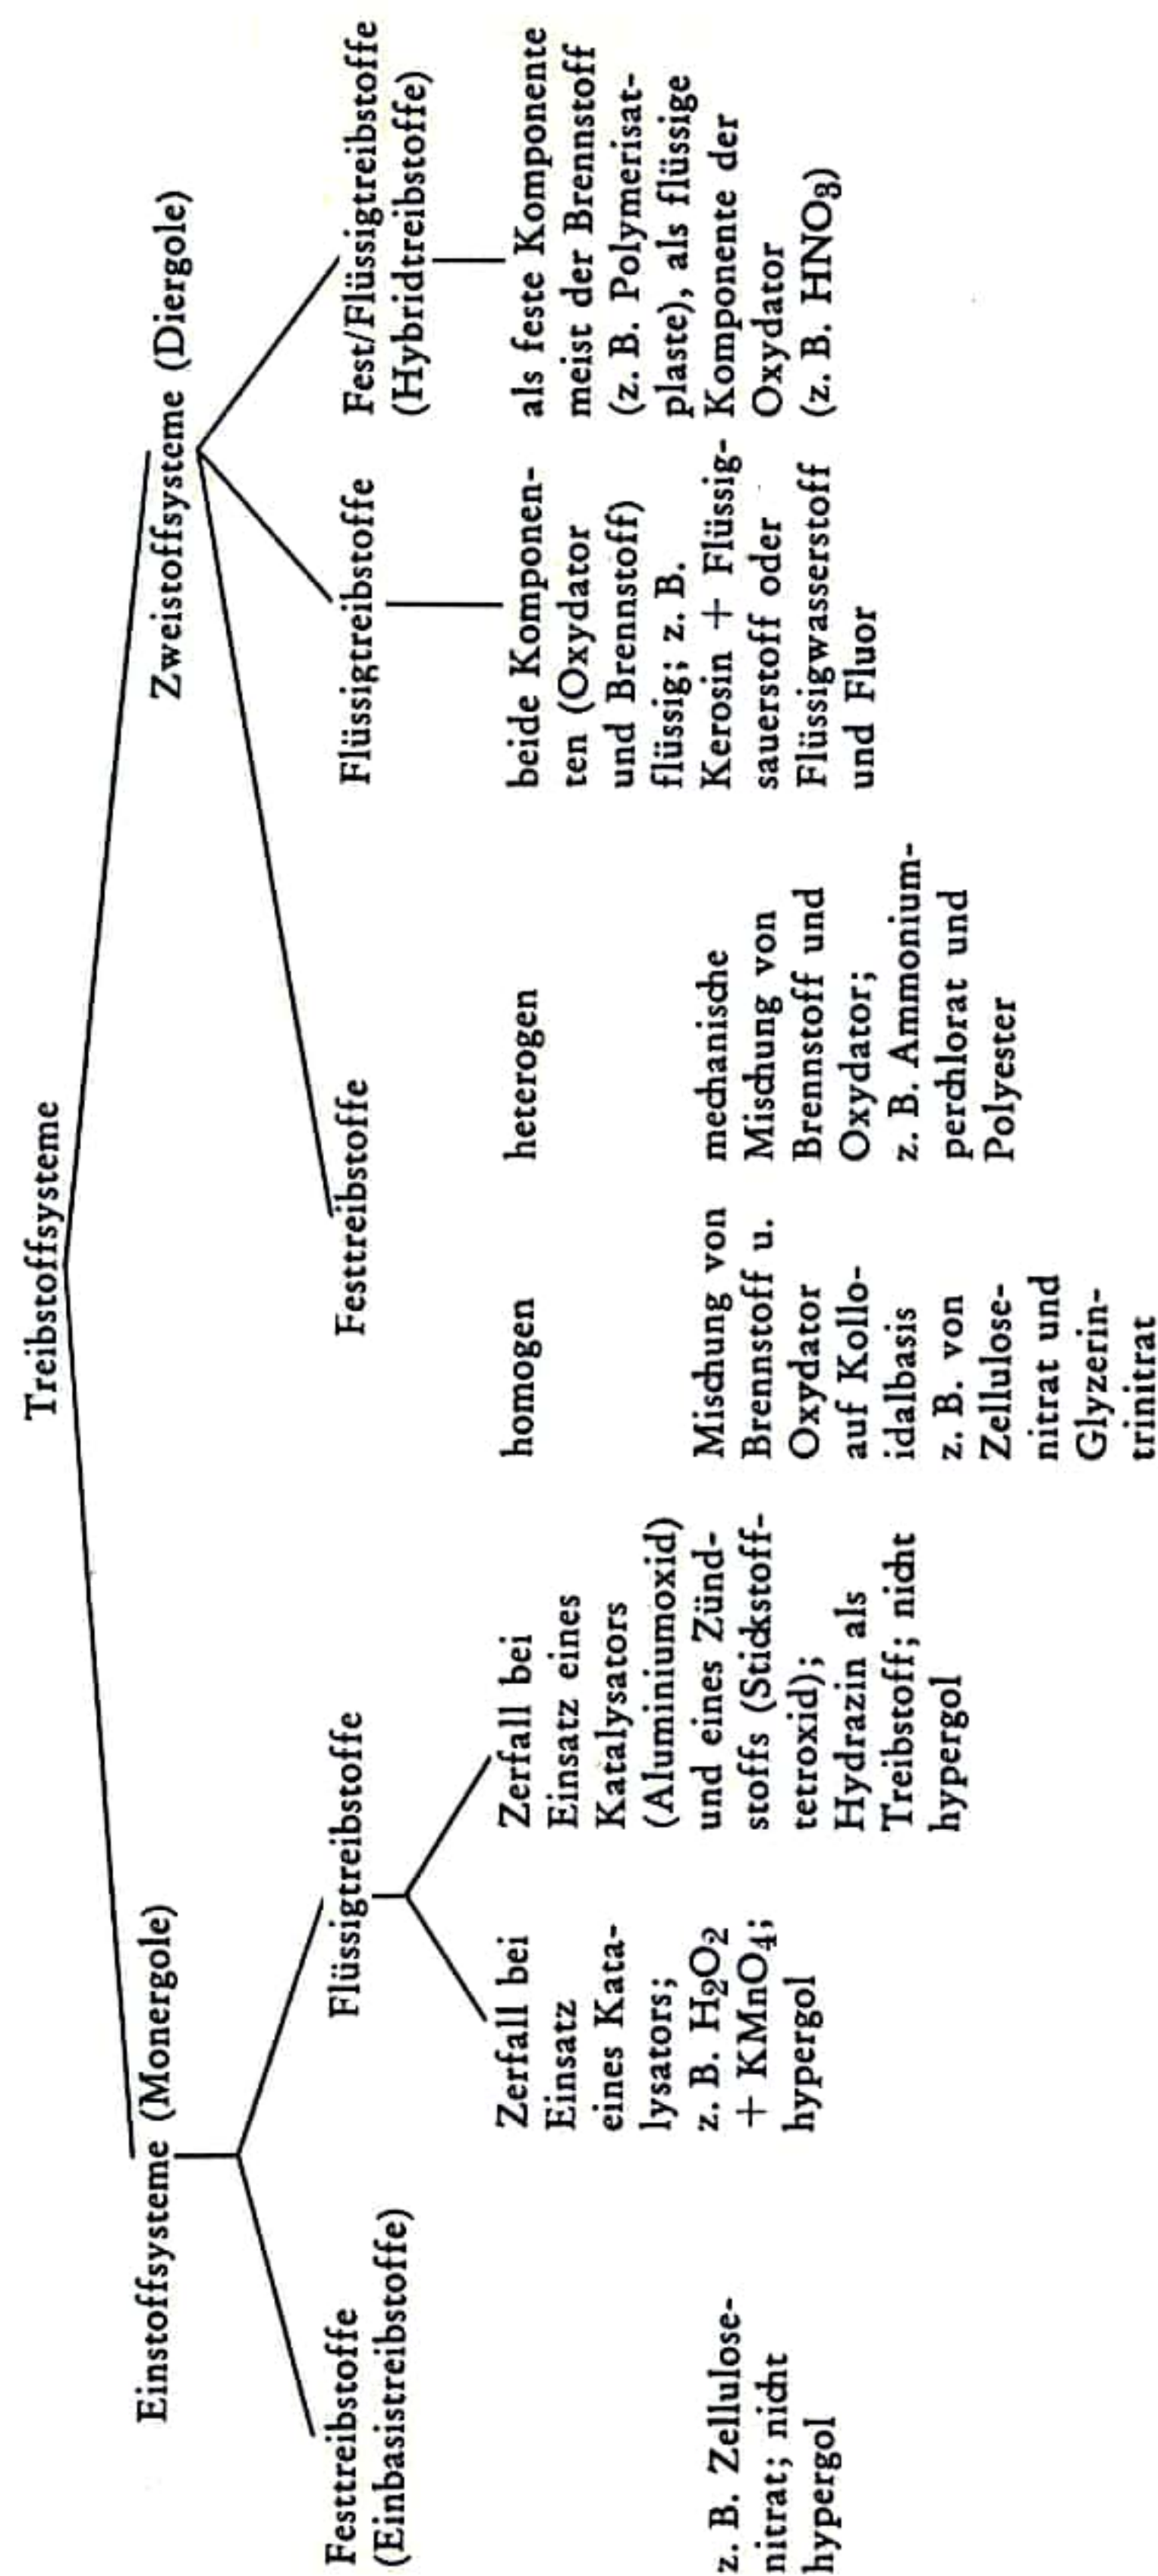 Treibstoffsysteme
Einstoffsysteme (Monergole)
Zweistoffsysteme (Diergole)
Festtreibstoffe
(Einbasistreibstoffe)
z. B. Zellulose-
nitrat; nicht
hypergol
Flüssigtreibstoffe
Zerfall bei
Einsatz
eines Kata-
lysators;
z. B. H₂O₂
+ KMnO₄;
hypergol
Zerfall bei
Einsatz eines
Katalysators
(Aluminiumoxid)
und eines Zünd-
stoffs (Stickstoff-
tetroxid);
Hydrazin als
Treibstoff; nicht
hypergol
Festtreibstoffe
homogen
Mischung von
Brennstoff u.
Oxydator
auf Kollo-
idalbasis
z. B. von
Zellulose-
nitrat und
Glyzerin-
trinitrat
heterogen
mechanische
Mischung von
Brennstoff und
Oxydator;
z. B. Ammonium-
perchlorat und
Polyester
Flüssigtreibstoffe
beide Komponen-
ten (Oxydator
und Brennstoff)
flüssig; z. B.
Kerosin + Flüssig-
sauerstoff oder
Flüssigwasserstoff
und Fluor
Fest/Flüssigtreibstoffe
(Hybridtreibstoffe)
als feste Komponente
meist der Brennstoff
(z. B. Polymerisat-
plaste), als flüssige
Komponente der
Oxydator
(z. B. HNO₃)